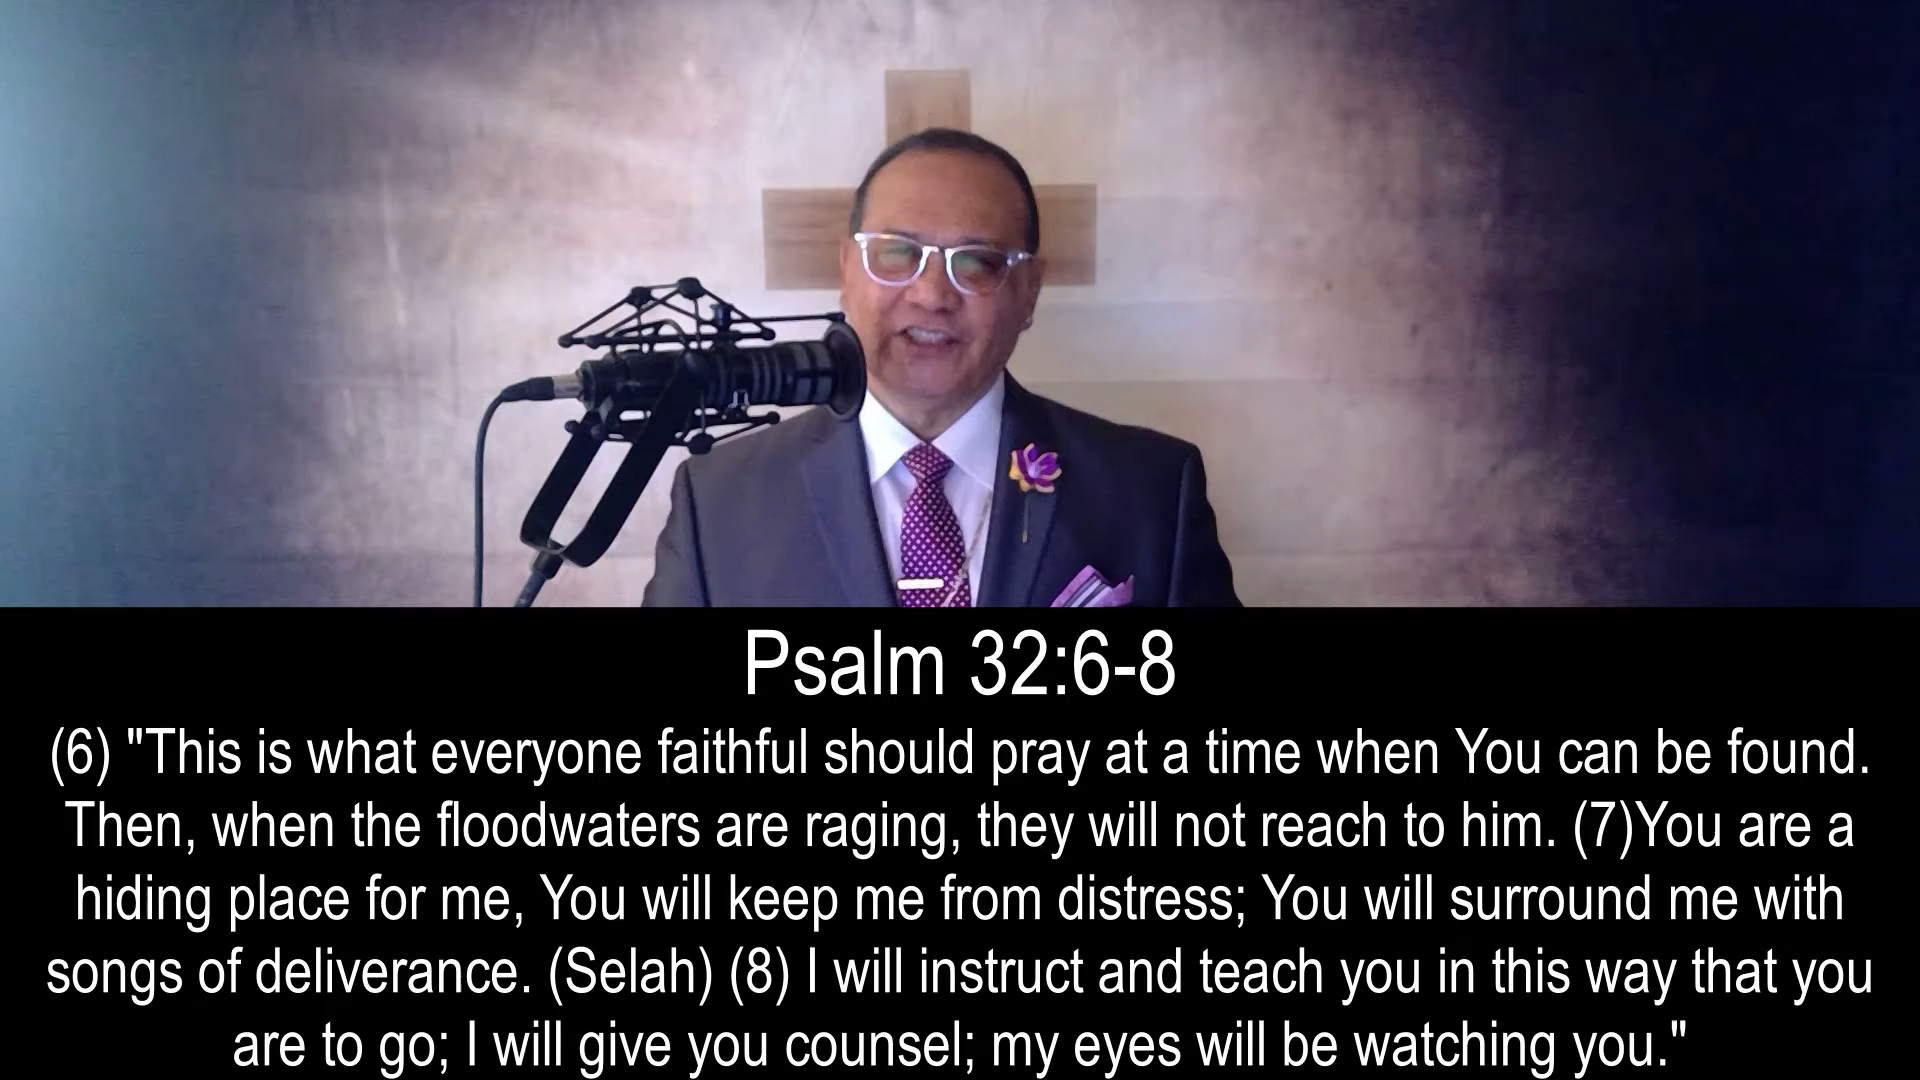 Psalm 32:6-8
(6) "This is what everyone faithful should pray at a time when You can be found.
Then, when the floodwaters are raging, they will not reach to him. (7)You are a
hiding place for me, You will keep me from distress; You will surround me with
songs of deliverance. (Selah) (8) I will instruct and teach you in this way that you
are to go; I will give you counsel; my eyes will be watching you."